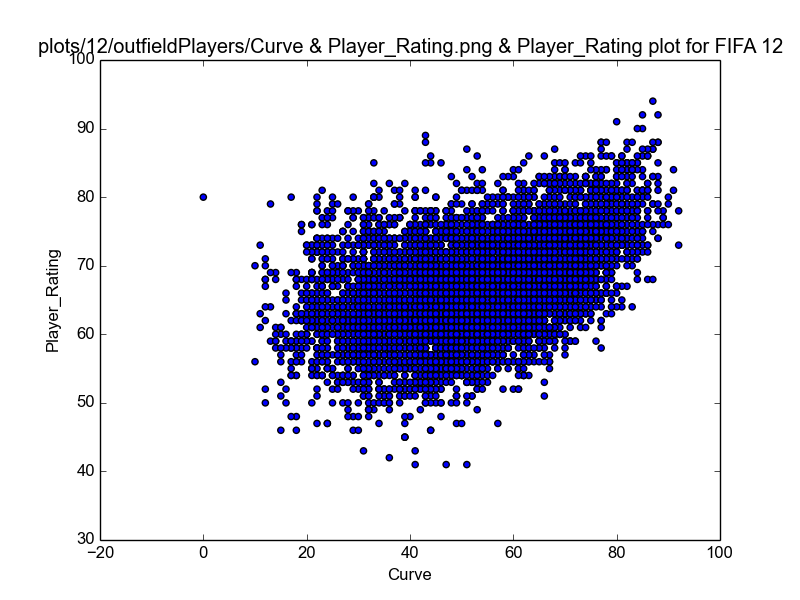 plots/12/outfieldPlayers/Curve & Player_Rating.png & Player_Rating plot for FIFA 12
100
90
80
70
60
50
40
30
Player_Rating
−20 0 20 40 60 80 100
Curve